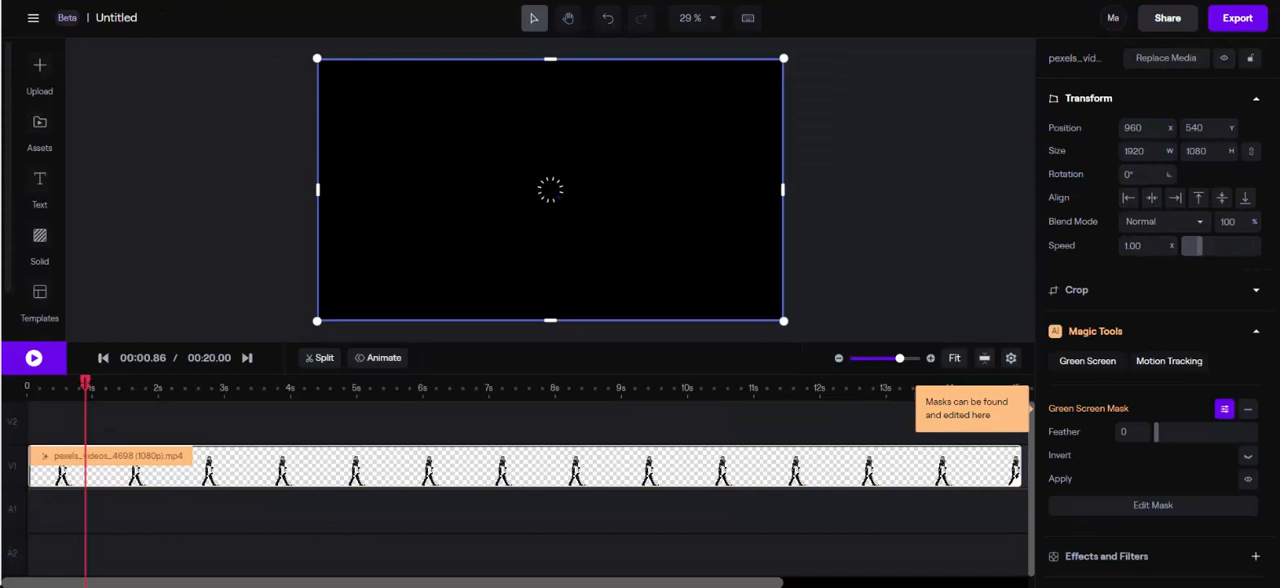 Beta | Untitled
29 %
Ma
Share
Export
Upload
Assets
Text
Solid
Templates
pexels_vid...
Replace Media
Transform
Position 960 X 540 Y
Size 1920 W 1080 H
Rotation 0°
Align
Blend Mode Normal 100 %
Speed 1.00 x
Crop
AI Magic Tools
Green Screen Motion Tracking
Green Screen Mask
Feather 0
Invert
Apply
Edit Mask
Effects and Filters
00:00.86 / 00:20.00
Split
Animate
Fit
0 2s 3s 4s 5s 6s 7s 8s 9s 10s 11s 12s 13s
Masks can be found
and edited here
V2
pexels_videos_4698 (1080p).mp4
V1
A1
A2